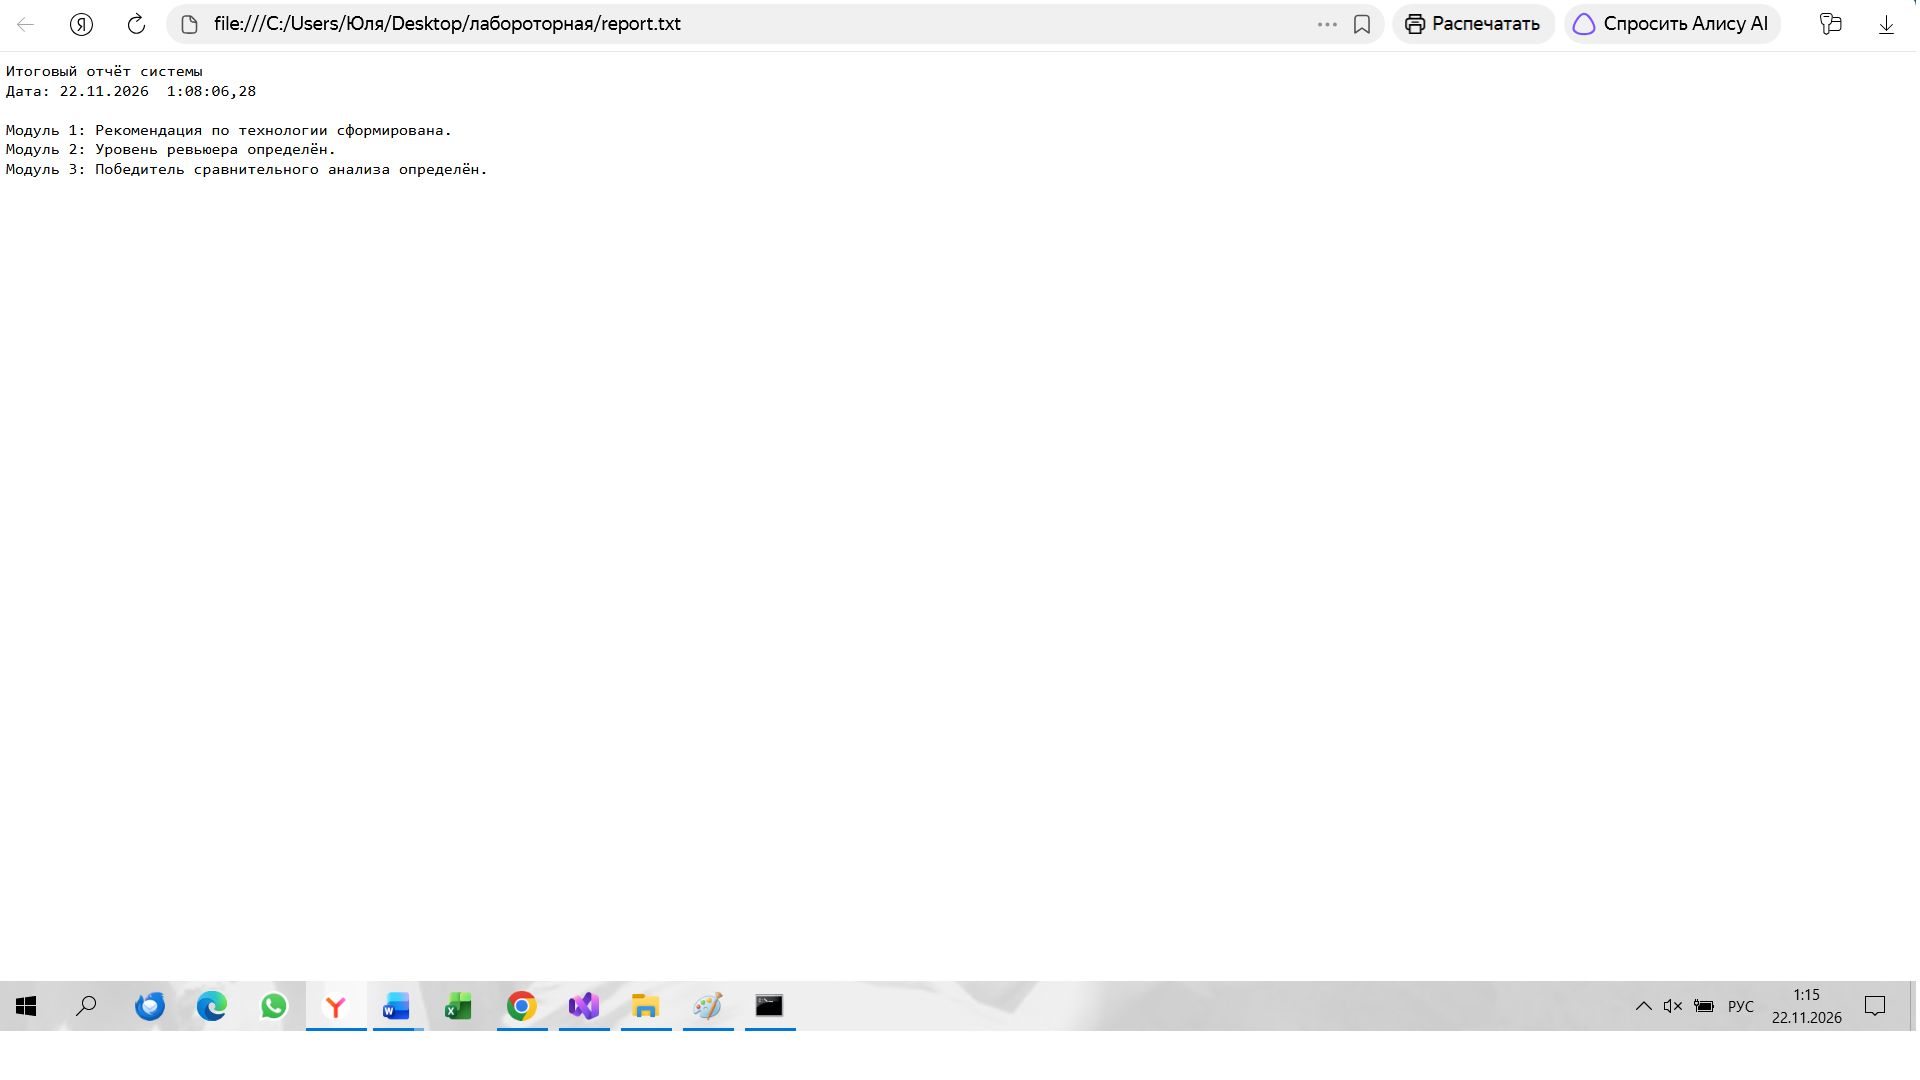 file:///C:/Users/Юля/Desktop/лабороторная/report.txt
Распечатать
Спросить Алису AI
Итоговый отчёт системы
Дата: 22.11.2026  1:08:06,28
Модуль 1: Рекомендация по технологии сформирована.
Модуль 2: Уровень ревьюера определён.
Модуль 3: Победитель сравнительного анализа определён.
РУС
1:15
22.11.2026